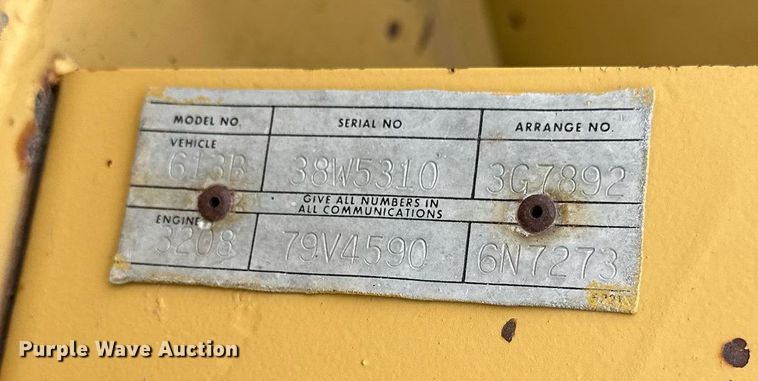 MODEL NO. SERIAL NO. ARRANGE NO.
VEHICLE
613B 38W5310 3G7892
GIVE ALL NUMBERS IN
ALL COMMUNICATIONS
ENGINE
3208 79V4590 6N7273
Purple Wave Auction